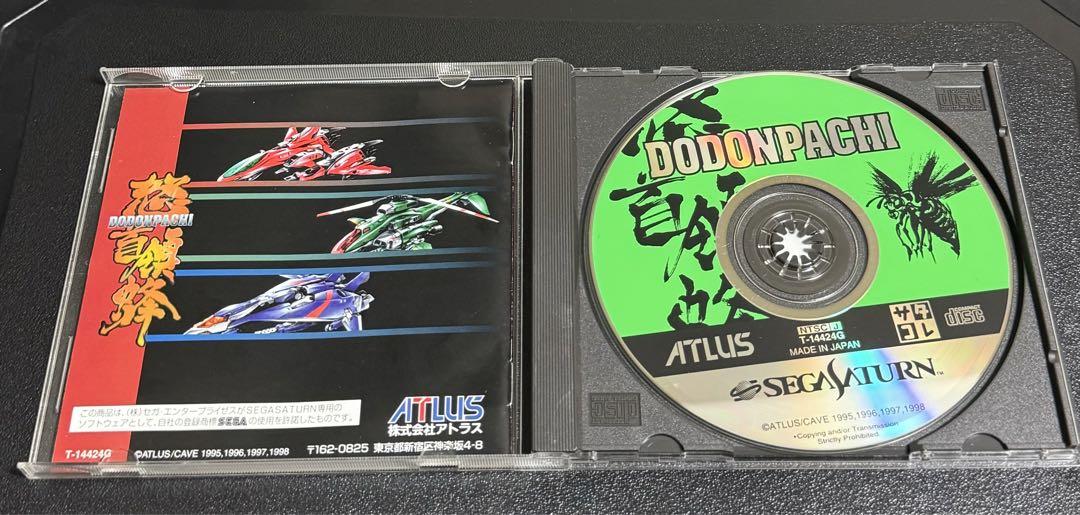 怒
DODONPACHI
首領
蜂
この商品は、(株)セガ・エンタープライゼスがSEGASATURN専用の
ソフトウェアとして、自社の登録商標 SEGA の使用を許諾したものです。
ATLUS
株式会社アトラス
〒162-0825 東京都新宿区神楽坂4-8
T-14424G
©ATLUS/CAVE 1995,1996,1997,1998
怒
DODONPACHI
首領
蜂
ATLUS
NTSC J
T-14424G
MADE IN JAPAN
サタ
コレ
COMPACT
disc
SEGASATURN™
©ATLUS/CAVE 1995,1996,1997,1998
•Copying and/or Transmission
Strictly Prohibited.
disc
disc